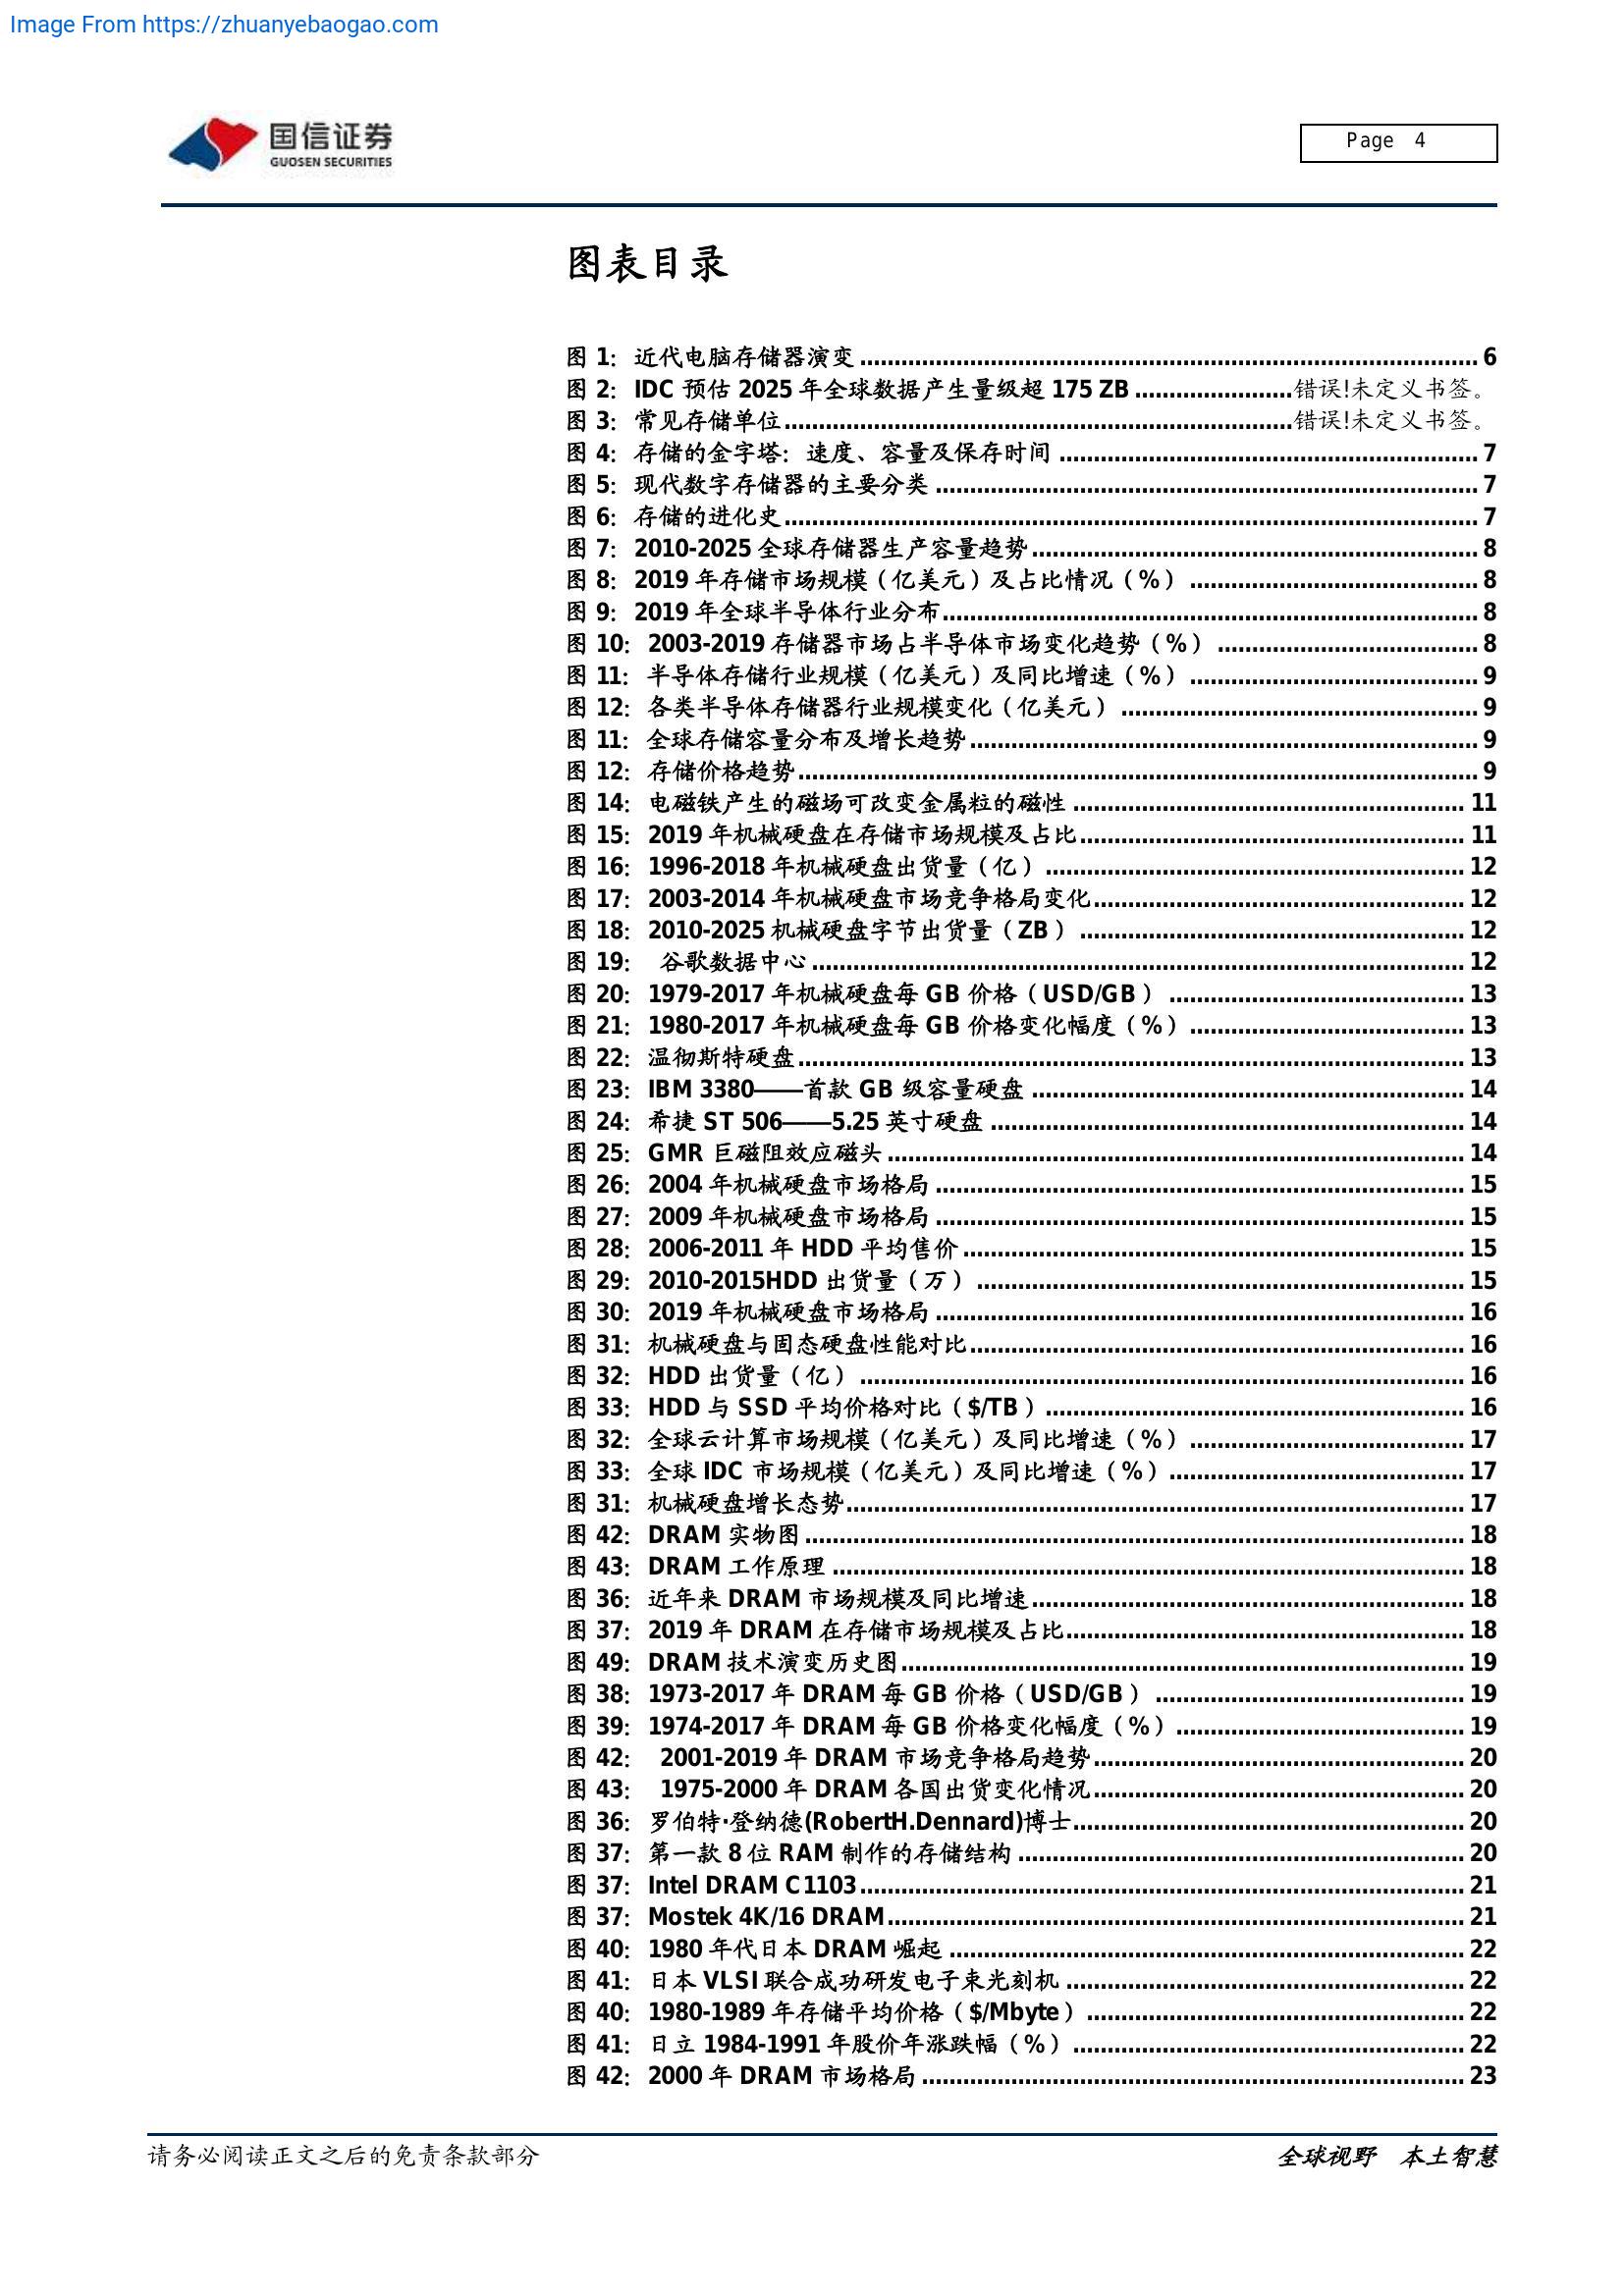 Image From https://zhuanyebaogao.com
国信证券
GUOSEN SECURITIES
Page 4
图表目录
图 1：近代电脑存储器演变 ........ 6
图 2：IDC 预估 2025 年全球数据产生量级超 175 ZB ........ 错误!未定义书签。
图 3：常见存储单位 ........ 错误!未定义书签。
图 4：存储的金字塔：速度、容量及保存时间 ........ 7
图 5：现代数字存储器的主要分类 ........ 7
图 6：存储的进化史 ........ 7
图 7：2010-2025 全球存储器生产容量趋势 ........ 8
图 8：2019 年存储市场规模（亿美元）及占比情况（%） ........ 8
图 9：2019 年全球半导体行业分布 ........ 8
图 10：2003-2019 存储器市场占半导体市场变化趋势（%） ........ 8
图 11：半导体存储行业规模（亿美元）及同比增速（%） ........ 9
图 12：各类半导体存储器行业规模变化（亿美元） ........ 9
图 11：全球存储容量分布及增长趋势 ........ 9
图 12：存储价格趋势 ........ 9
图 14：电磁铁产生的磁场可改变金属粒的磁性 ........ 11
图 15：2019 年机械硬盘在存储市场规模及占比 ........ 11
图 16：1996-2018 年机械硬盘出货量（亿） ........ 12
图 17：2003-2014 年机械硬盘市场竞争格局变化 ........ 12
图 18：2010-2025 机械硬盘字节出货量（ZB） ........ 12
图 19： 谷歌数据中心 ........ 12
图 20：1979-2017 年机械硬盘每 GB 价格（USD/GB） ........ 13
图 21：1980-2017 年机械硬盘每 GB 价格变化幅度（%） ........ 13
图 22：温彻斯特硬盘 ........ 13
图 23：IBM 3380——首款 GB 级容量硬盘 ........ 14
图 24：希捷 ST 506——5.25 英寸硬盘 ........ 14
图 25：GMR 巨磁阻效应磁头 ........ 14
图 26：2004 年机械硬盘市场格局 ........ 15
图 27：2009 年机械硬盘市场格局 ........ 15
图 28：2006-2011 年 HDD 平均售价 ........ 15
图 29：2010-2015HDD 出货量（万） ........ 15
图 30：2019 年机械硬盘市场格局 ........ 16
图 31：机械硬盘与固态硬盘性能对比 ........ 16
图 32：HDD 出货量（亿） ........ 16
图 33：HDD 与 SSD 平均价格对比（$/TB） ........ 16
图 32：全球云计算市场规模（亿美元）及同比增速（%） ........ 17
图 33：全球 IDC 市场规模（亿美元）及同比增速（%） ........ 17
图 31：机械硬盘增长态势 ........ 17
图 42：DRAM 实物图 ........ 18
图 43：DRAM 工作原理 ........ 18
图 36：近年来 DRAM 市场规模及同比增速 ........ 18
图 37：2019 年 DRAM 在存储市场规模及占比 ........ 18
图 49：DRAM 技术演变历史图 ........ 19
图 38：1973-2017 年 DRAM 每 GB 价格（USD/GB） ........ 19
图 39：1974-2017 年 DRAM 每 GB 价格变化幅度（%） ........ 19
图 42： 2001-2019 年 DRAM 市场竞争格局趋势 ........ 20
图 43： 1975-2000 年 DRAM 各国出货变化情况 ........ 20
图 36：罗伯特·登纳德(RobertH.Dennard)博士 ........ 20
图 37：第一款 8 位 RAM 制作的存储结构 ........ 20
图 37：Intel DRAM C1103 ........ 21
图 37：Mostek 4K/16 DRAM ........ 21
图 40：1980 年代日本 DRAM 崛起 ........ 22
图 41：日本 VLSI 联合成功研发电子束光刻机 ........ 22
图 40：1980-1989 年存储平均价格（$/Mbyte） ........ 22
图 41：日立 1984-1991 年股价年涨跌幅（%） ........ 22
图 42：2000 年 DRAM 市场格局 ........ 23
请务必阅读正文之后的免责条款部分
全球视野 本土智慧